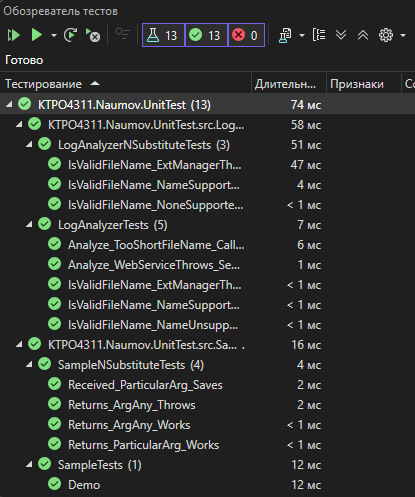 Обозреватель тестов
13 13 0
Готово
Тестирование Длительн... Признаки Со
KTPO4311.Naumov.UnitTest (13) 74 мс
KTPO4311.Naumov.UnitTest.src.Log... 58 мс
LogAnalyzerNSubstituteTests (3) 51 мс
IsValidFileName_ExtManagerTh... 47 мс
IsValidFileName_NameSupport... 4 мс
IsValidFileName_NoneSupporte... < 1 мс
LogAnalyzerTests (5) 7 мс
Analyze_TooShortFileName_Call... 6 мс
Analyze_WebServiceThrows_Se... 1 мс
IsValidFileName_ExtManagerTh... < 1 мс
IsValidFileName_NameSupport... < 1 мс
IsValidFileName_NameUnsupp... < 1 мс
KTPO4311.Naumov.UnitTest.src.Sa... 16 мс
SampleNSubstituteTests (4) 4 мс
Received_ParticularArg_Saves 2 мс
Returns_ArgAny_Throws 2 мс
Returns_ArgAny_Works < 1 мс
Returns_ParticularArg_Works < 1 мс
SampleTests (1) 12 мс
Demo 12 мс